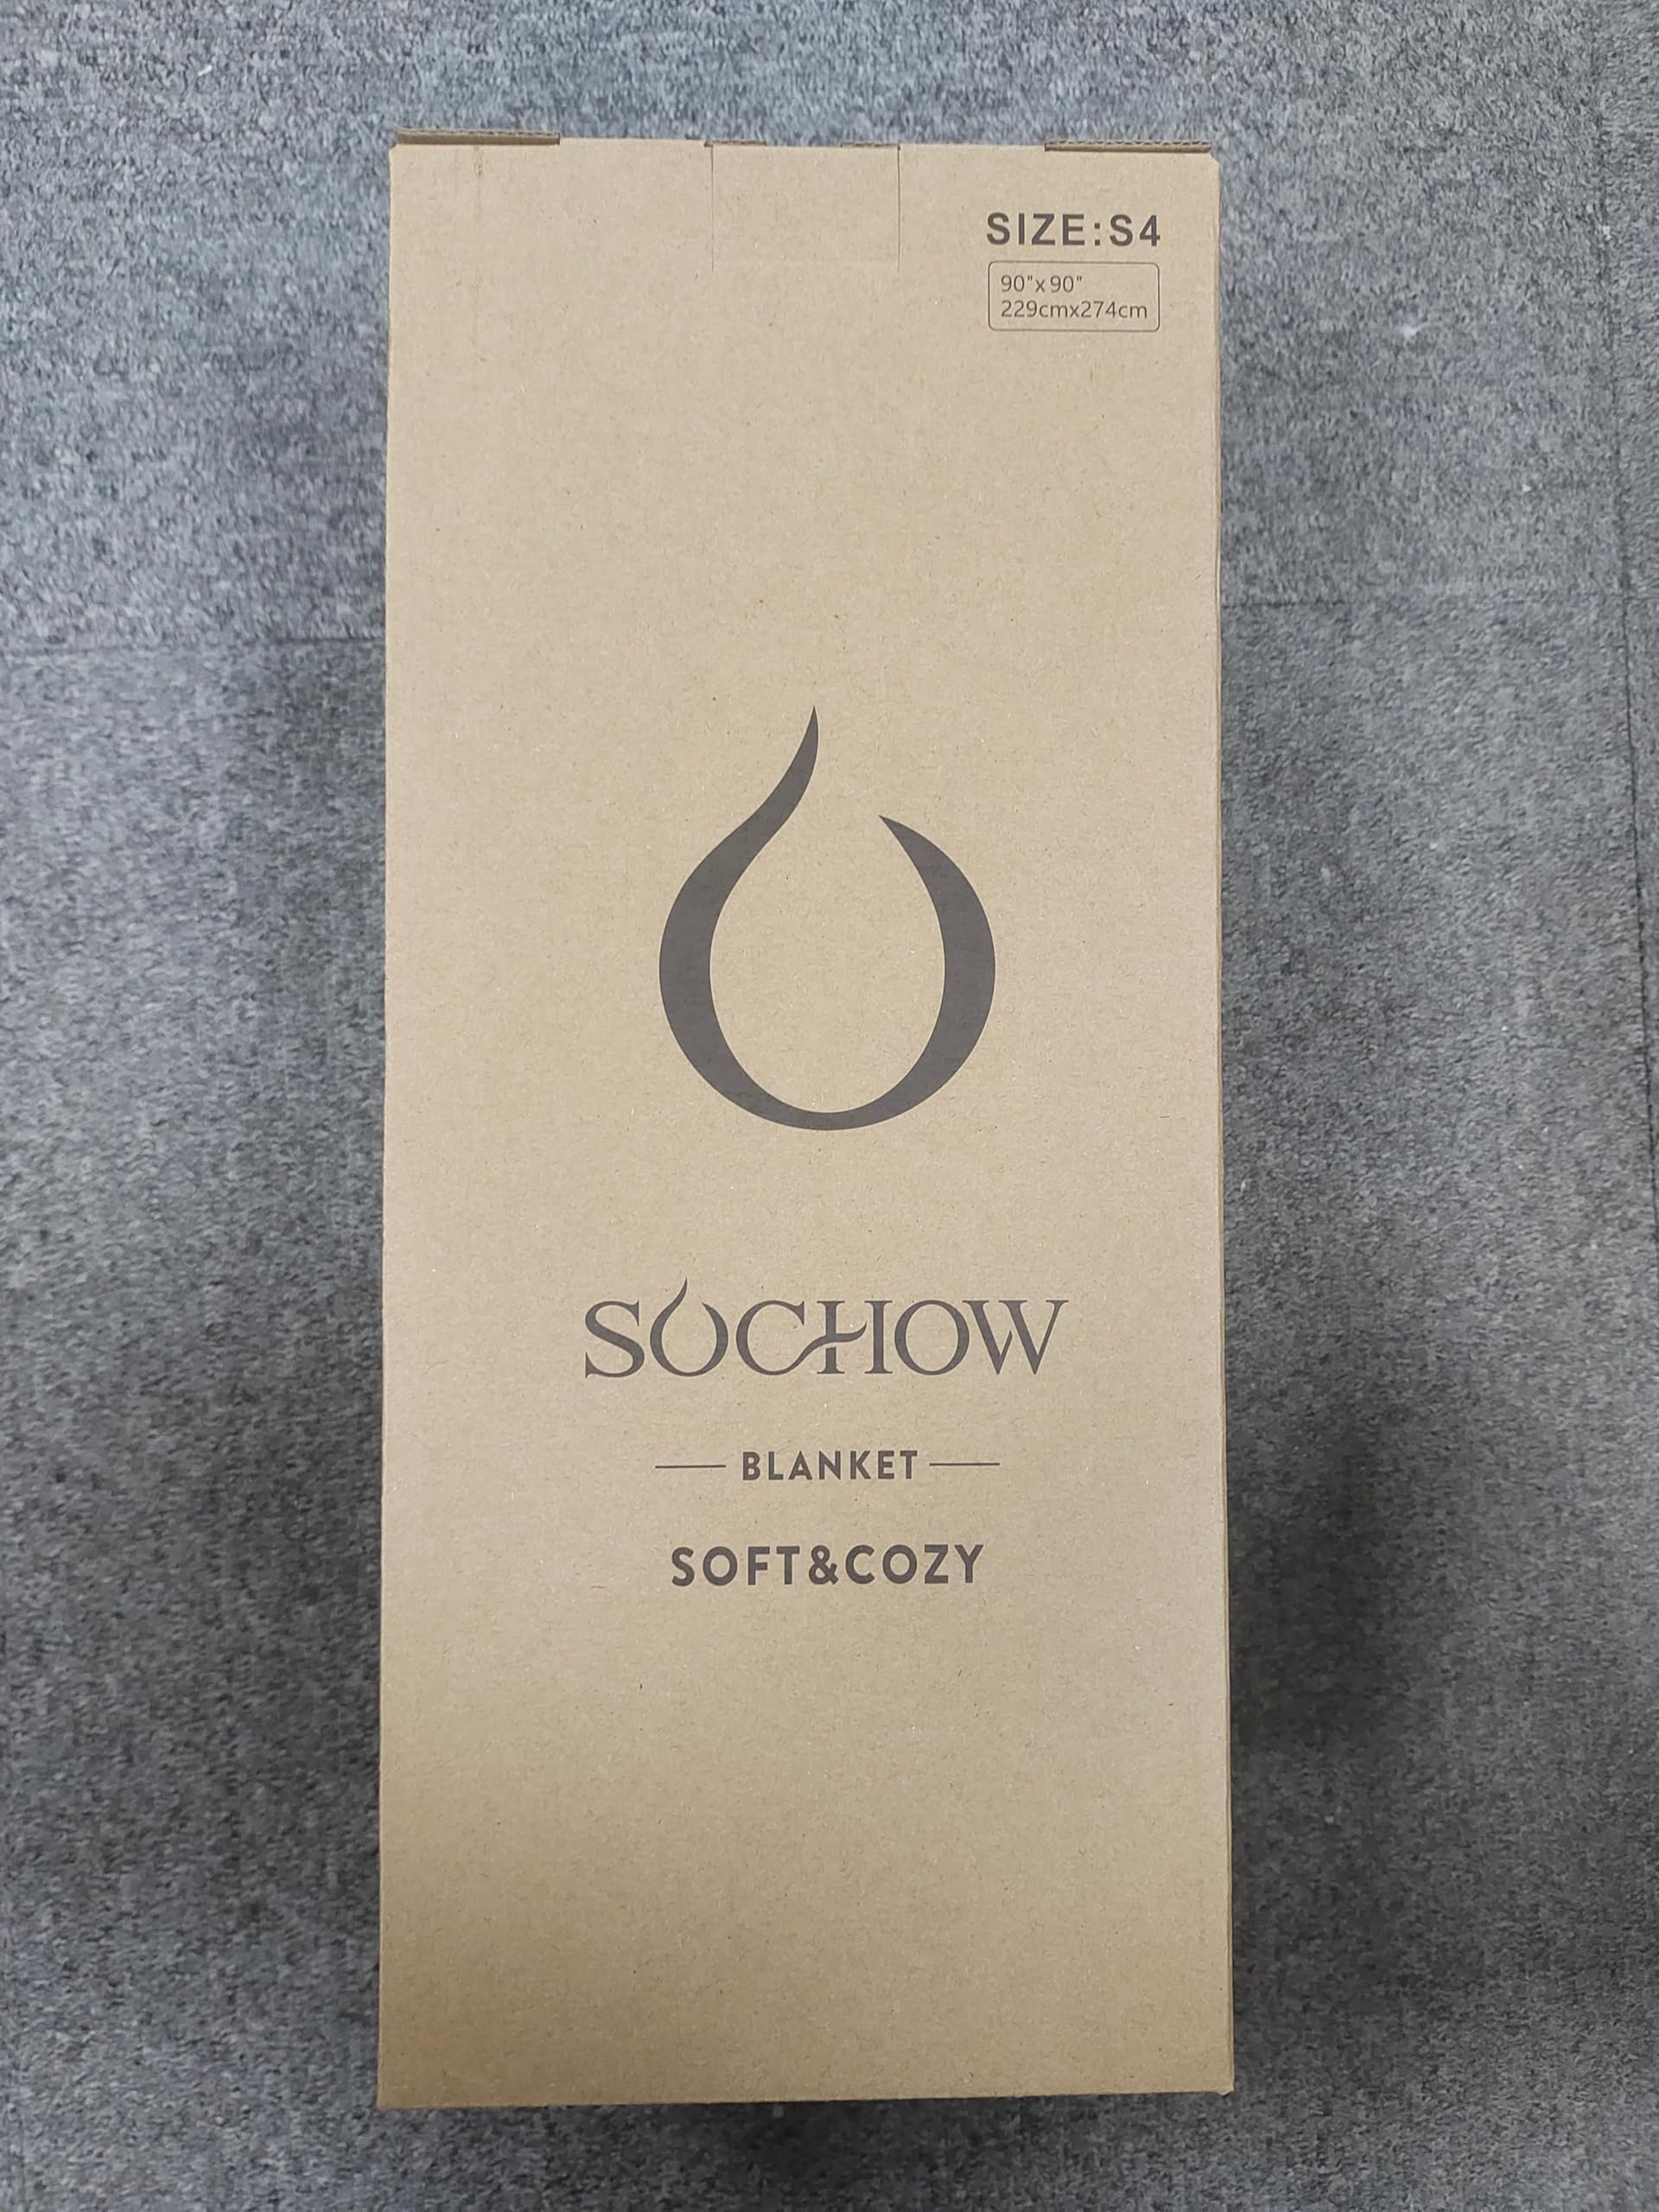 SIZE:S4
90"x90"
229cmx274cm
SOCHOW
BLANKET
SOFT&COZY